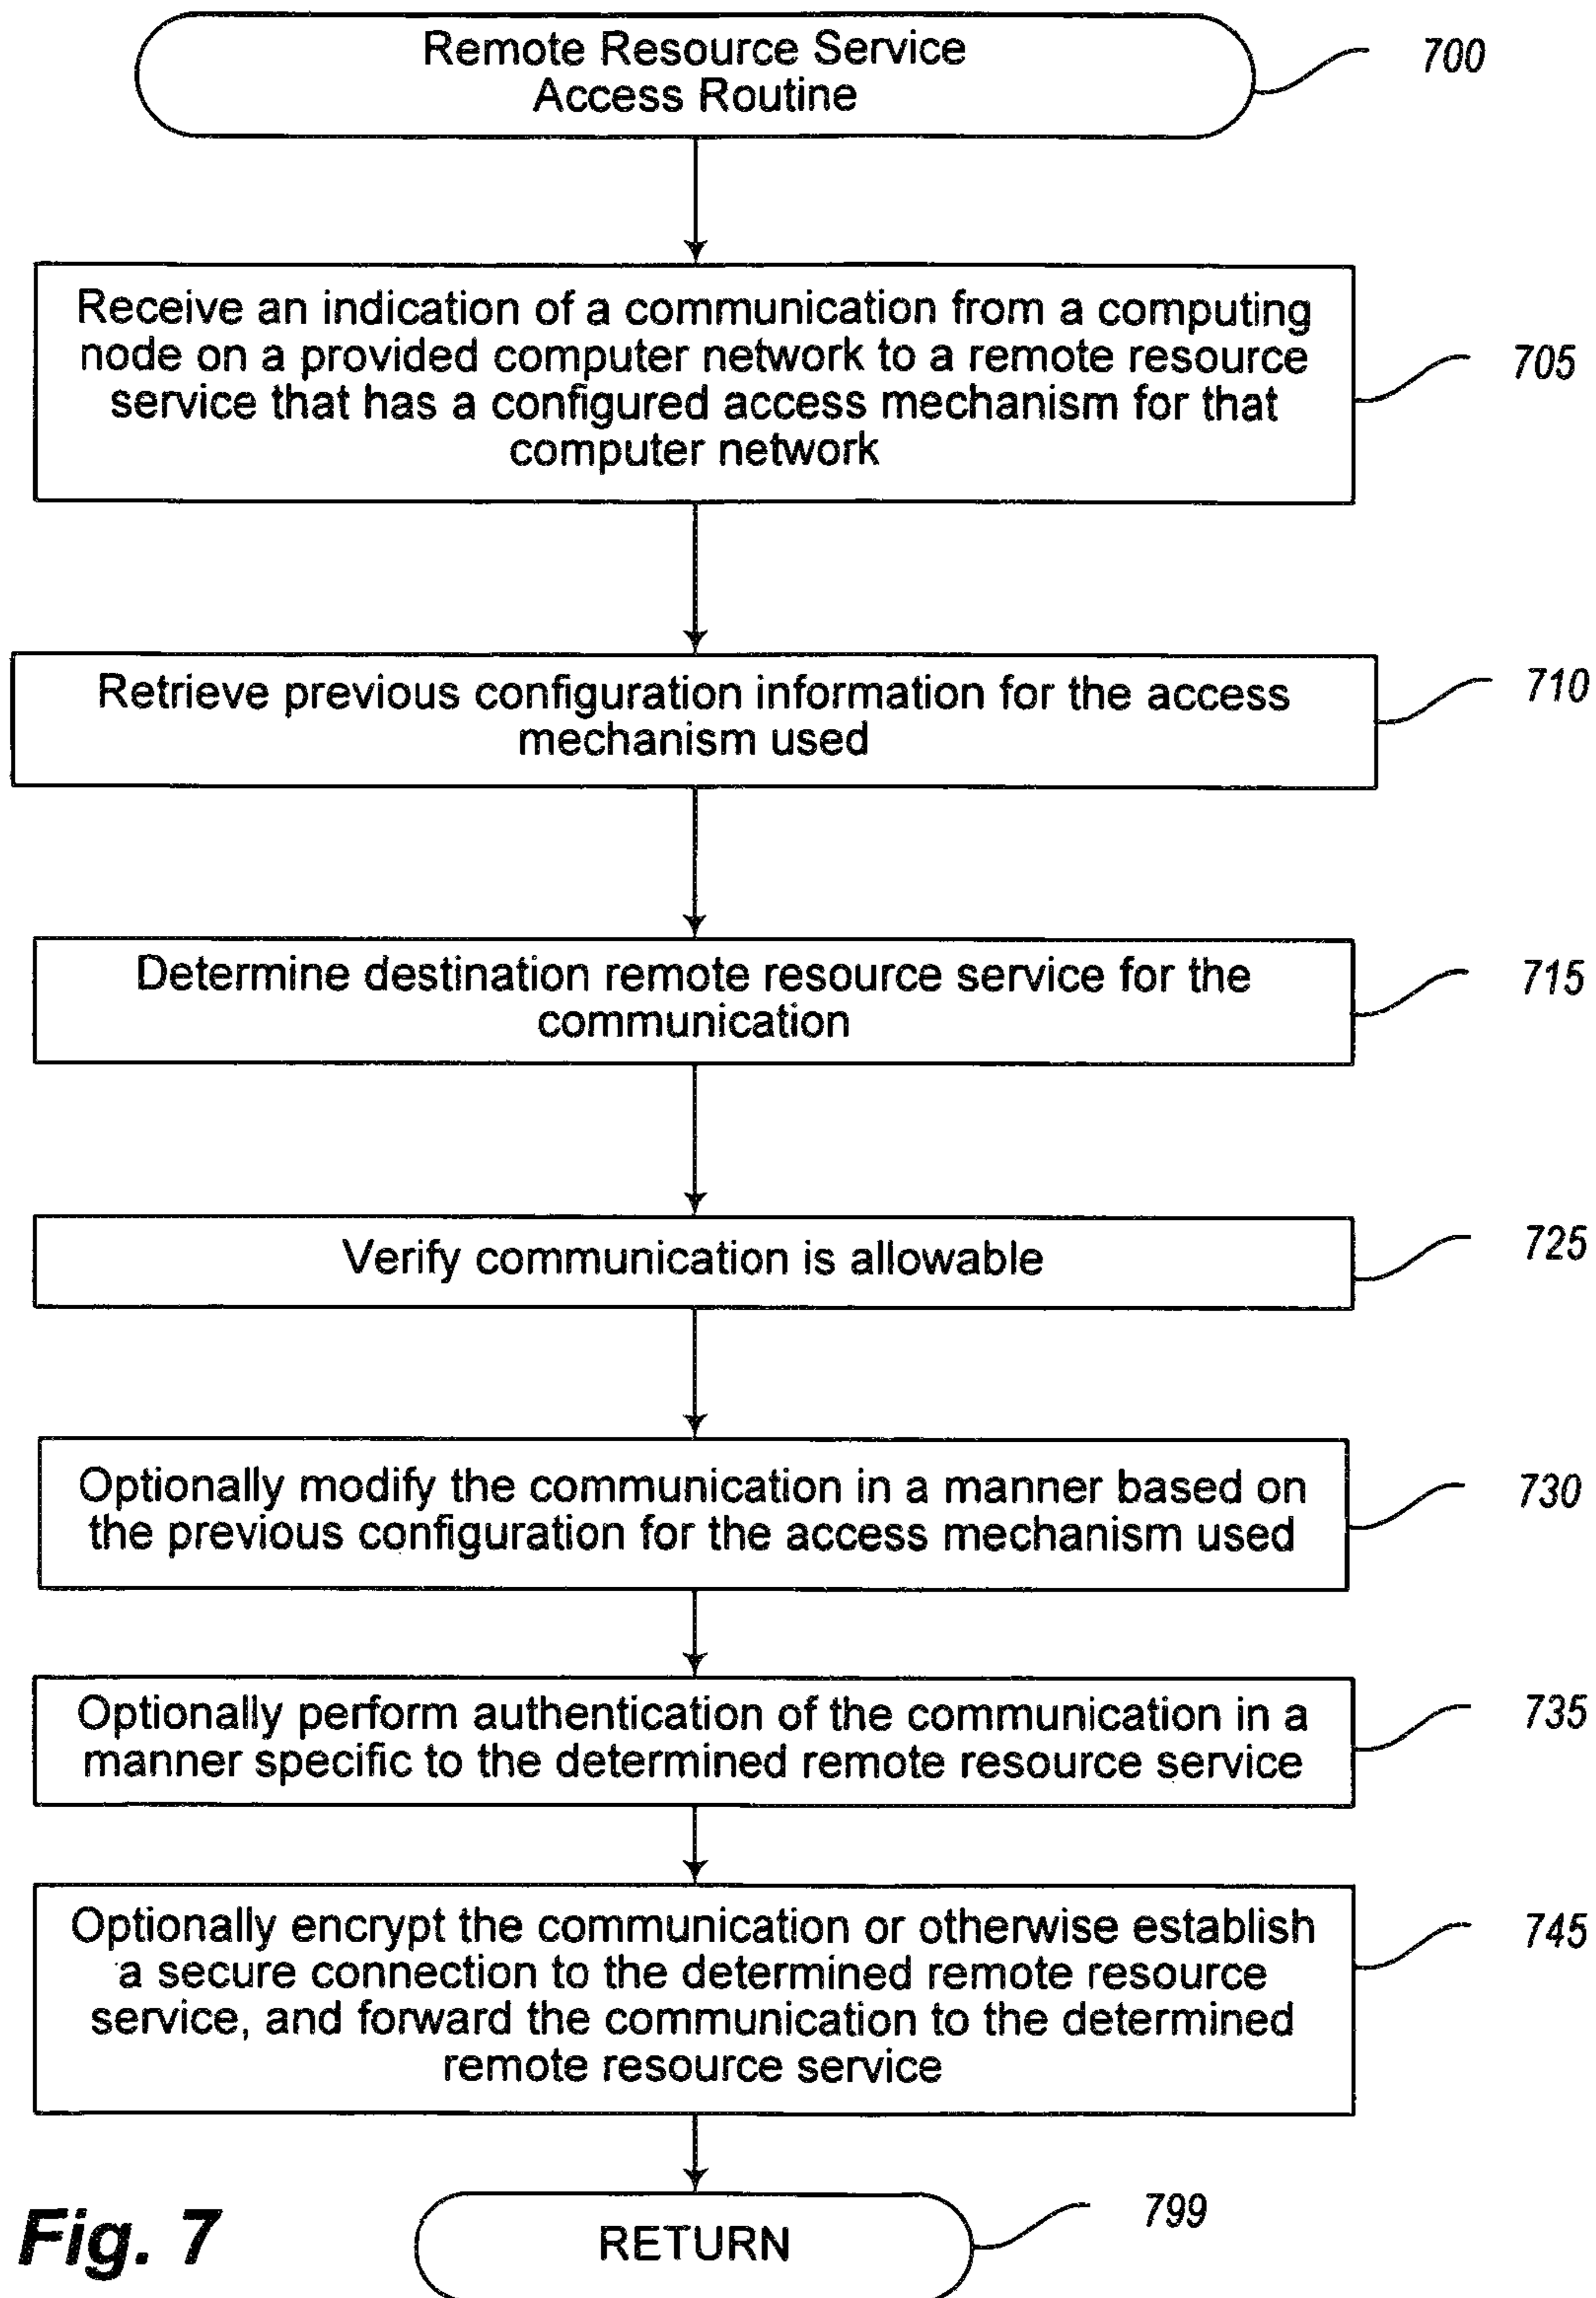 Remote Resource Service
Access Routine
700
Receive an indication of a communication from a computing
node on a provided computer network to a remote resource
service that has a configured access mechanism for that
computer network
705
Retrieve previous configuration information for the access
mechanism used
710
Determine destination remote resource service for the
communication
715
Verify communication is allowable
725
Optionally modify the communication in a manner based on
the previous configuration for the access mechanism used
730
Optionally perform authentication of the communication in a
manner specific to the determined remote resource service
735
Optionally encrypt the communication or otherwise establish
a secure connection to the determined remote resource
service, and forward the communication to the determined
remote resource service
745
RETURN
799
Fig. 7